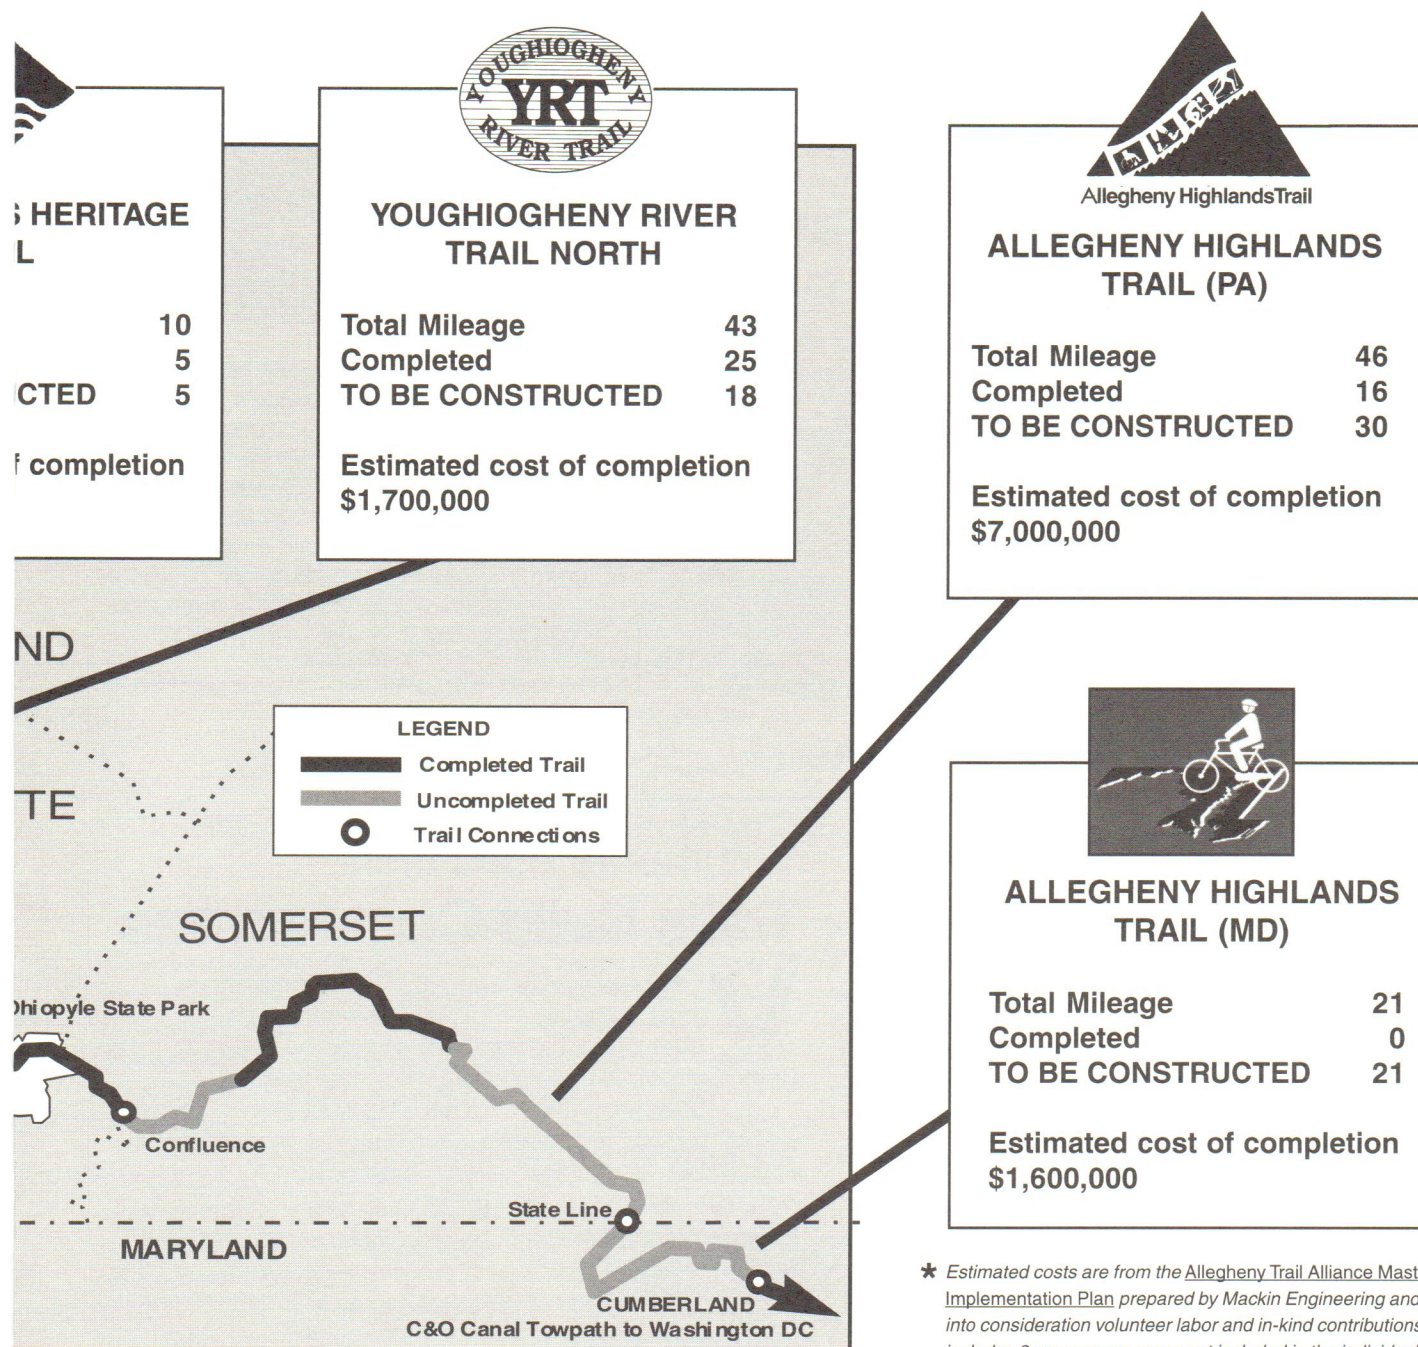 S HERITAGE
L
10
5
CTED 5
f completion
YOUGHIOGHENY
YRT
RIVER TRAIL
YOUGHIOGHENY RIVER
TRAIL NORTH
Total Mileage 43
Completed 25
TO BE CONSTRUCTED 18
Estimated cost of completion
$1,700,000
Allegheny HighlandsTrail
ALLEGHENY HIGHLANDS
TRAIL (PA)
Total Mileage 46
Completed 16
TO BE CONSTRUCTED 30
Estimated cost of completion
$7,000,000
ND
LEGEND
Completed Trail
Uncompleted Trail
Trail Connections
TE
SOMERSET
Ohiopyle State Park
Confluence
State Line
MARYLAND
CUMBERLAND
C&O Canal Towpath to Washington DC
ALLEGHENY HIGHLANDS
TRAIL (MD)
Total Mileage 21
Completed 0
TO BE CONSTRUCTED 21
Estimated cost of completion
$1,600,000
* Estimated costs are from the Allegheny Trail Alliance Mast
Implementation Plan prepared by Mackin Engineering and
into consideration volunteer labor and in-kind contributions